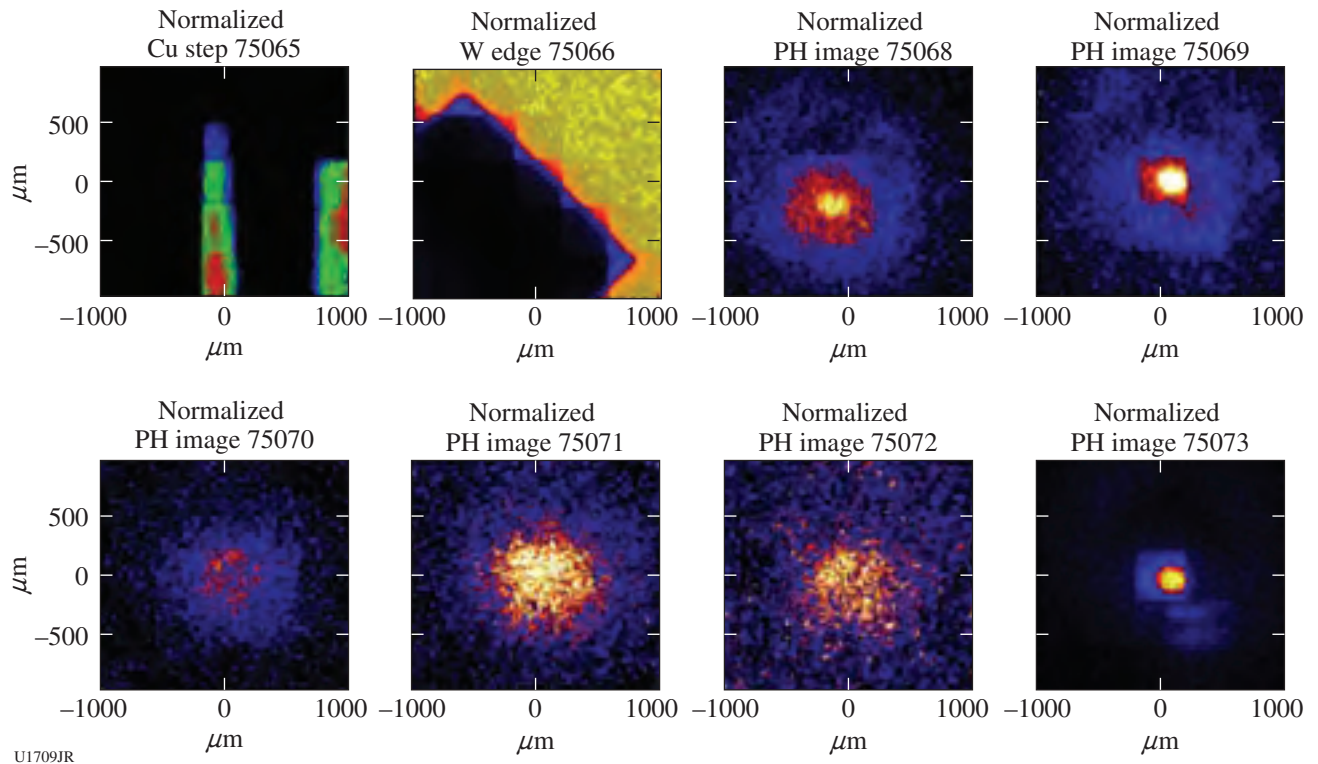 Normalized
Cu step 75065
Normalized
W edge 75066
Normalized
PH image 75068
Normalized
PH image 75069
500
0
–500
μm
–1000 0 1000
μm
–1000 0 1000
μm
–1000 0 1000
μm
–1000 0 1000
μm
Normalized
PH image 75070
Normalized
PH image 75071
Normalized
PH image 75072
Normalized
PH image 75073
500
0
–500
μm
–1000 0 1000
μm
–1000 0 1000
μm
–1000 0 1000
μm
–1000 0 1000
μm
U1709JR